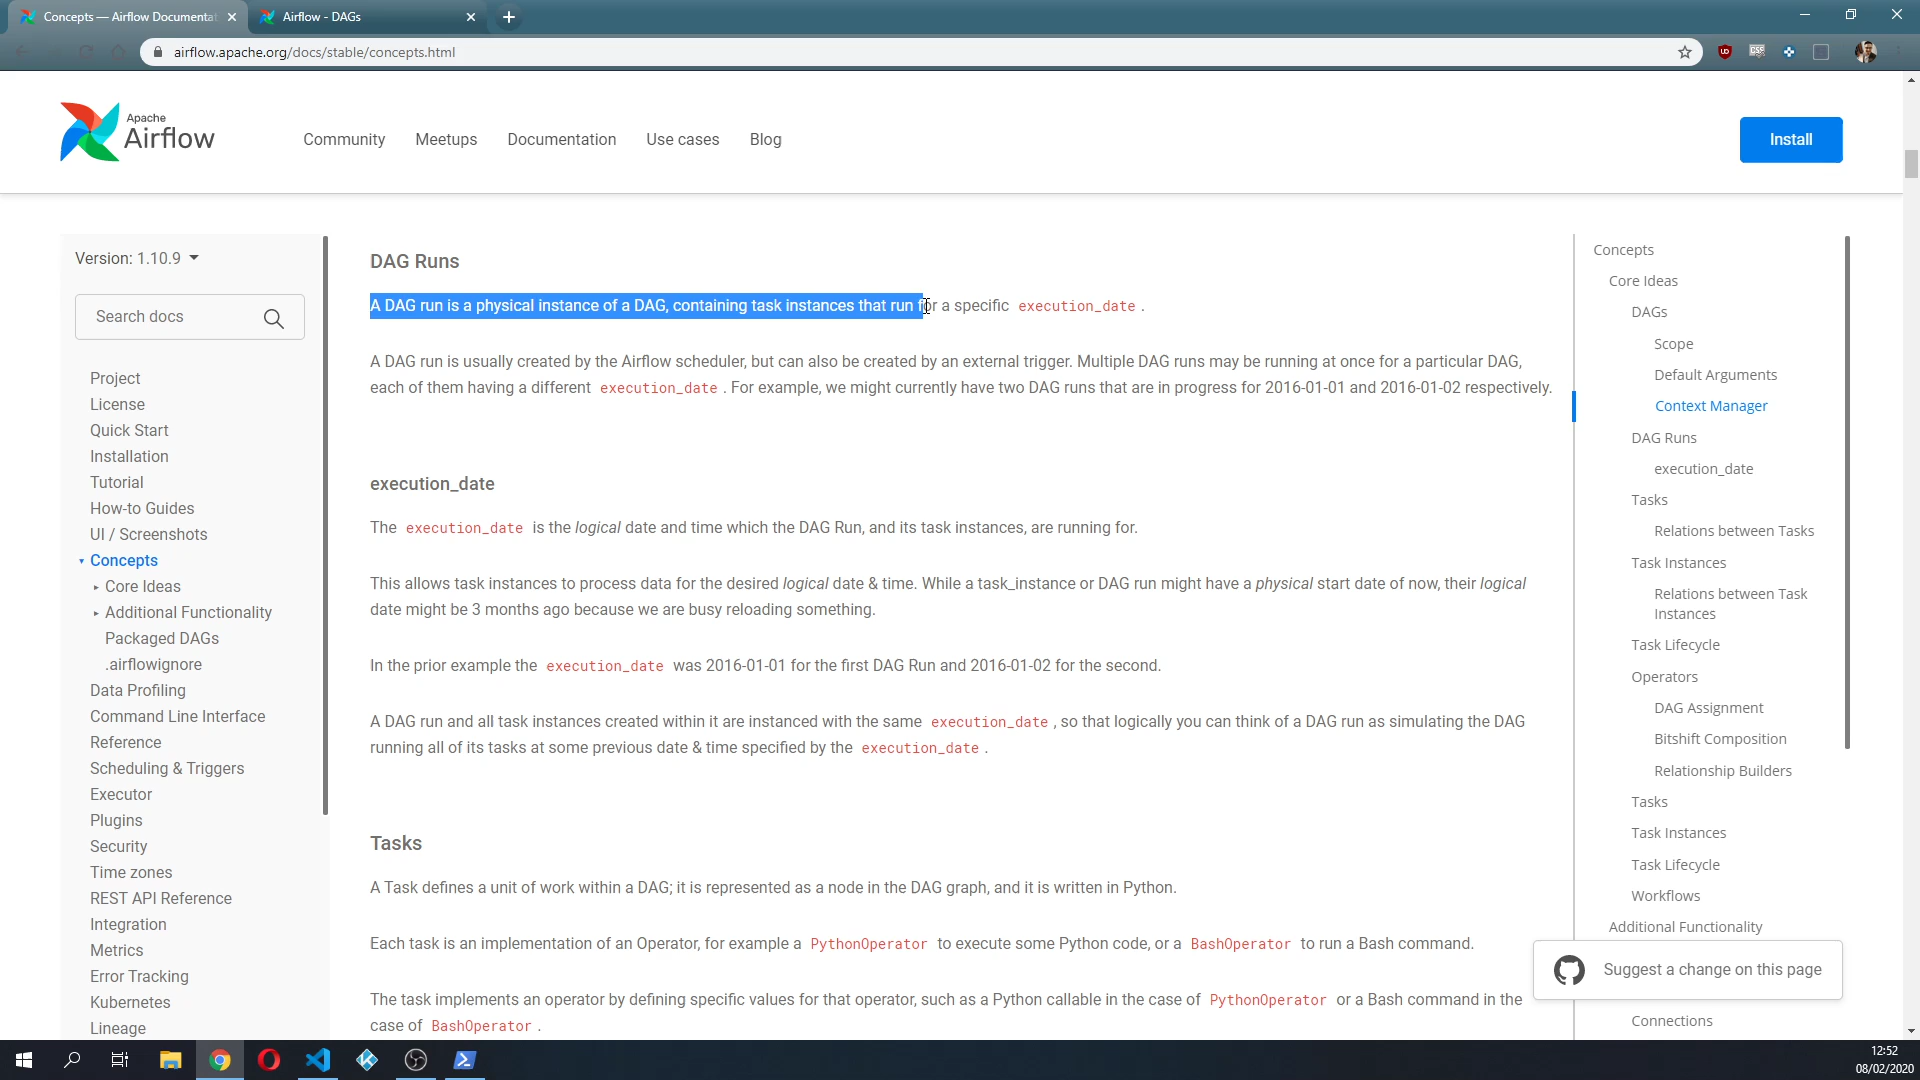 Concepts — Airflow Documentat
Airflow - DAGs
airflow.apache.org/docs/stable/concepts.html
Apache
Airflow
Community
Meetups
Documentation
Use cases
Blog
Install
Version: 1.10.9
Search docs
Project
License
Quick Start
Installation
Tutorial
How-to Guides
UI / Screenshots
Concepts
Core Ideas
Additional Functionality
Packaged DAGs
.airflowignore
Data Profiling
Command Line Interface
Reference
Scheduling & Triggers
Executor
Plugins
Security
Time zones
REST API Reference
Integration
Metrics
Error Tracking
Kubernetes
Lineage
DAG Runs
A DAG run is a physical instance of a DAG, containing task instances that run for a specific execution_date .
A DAG run is usually created by the Airflow scheduler, but can also be created by an external trigger. Multiple DAG runs may be running at once for a particular DAG,
each of them having a different execution_date . For example, we might currently have two DAG runs that are in progress for 2016-01-01 and 2016-01-02 respectively.
execution_date
The execution_date is the logical date and time which the DAG Run, and its task instances, are running for.
This allows task instances to process data for the desired logical date & time. While a task_instance or DAG run might have a physical start date of now, their logical
date might be 3 months ago because we are busy reloading something.
In the prior example the execution_date was 2016-01-01 for the first DAG Run and 2016-01-02 for the second.
A DAG run and all task instances created within it are instanced with the same execution_date , so that logically you can think of a DAG run as simulating the DAG
running all of its tasks at some previous date & time specified by the execution_date .
Tasks
A Task defines a unit of work within a DAG; it is represented as a node in the DAG graph, and it is written in Python.
Each task is an implementation of an Operator, for example a PythonOperator to execute some Python code, or a BashOperator to run a Bash command.
The task implements an operator by defining specific values for that operator, such as a Python callable in the case of PythonOperator or a Bash command in the
case of BashOperator .
Concepts
Core Ideas
DAGs
Scope
Default Arguments
Context Manager
DAG Runs
execution_date
Tasks
Relations between Tasks
Task Instances
Relations between Task
Instances
Task Lifecycle
Operators
DAG Assignment
Bitshift Composition
Relationship Builders
Tasks
Task Instances
Task Lifecycle
Workflows
Additional Functionality
Suggest a change on this page
Connections
12:52
08/02/2020